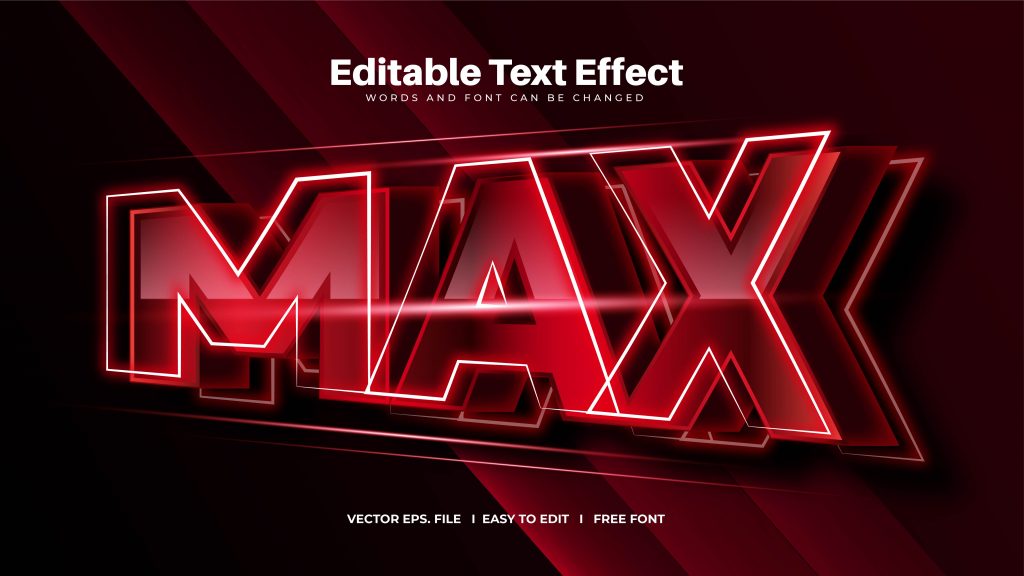 Editable Text Effect
WORDS AND FONT CAN BE CHANGED
MAX
VECTOR EPS. FILE I EASY TO EDIT I FREE FONT